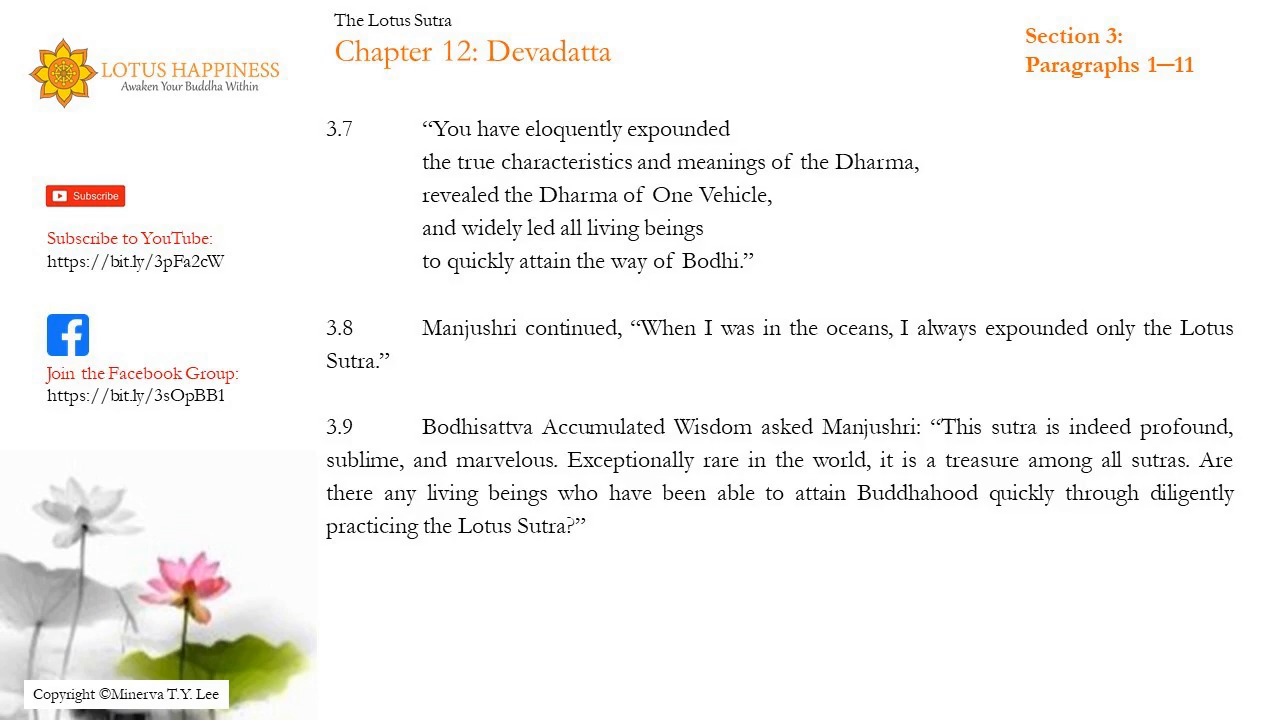 The Lotus Sutra
Chapter 12: Devadatta
Section 3:
Paragraphs 1—11
LOTUS HAPPINESS
Awaken Your Buddha Within
Subscribe
Subscribe to YouTube:
https://bit.ly/3pFa2cW
Join the Facebook Group:
https://bit.ly/3sOpBB1
3.7 “You have eloquently expounded
the true characteristics and meanings of the Dharma,
revealed the Dharma of One Vehicle,
and widely led all living beings
to quickly attain the way of Bodhi.”
3.8 Manjushri continued, “When I was in the oceans, I always expounded only the Lotus
Sutra.”
3.9 Bodhisattva Accumulated Wisdom asked Manjushri: “This sutra is indeed profound,
sublime, and marvelous. Exceptionally rare in the world, it is a treasure among all sutras. Are
there any living beings who have been able to attain Buddhahood quickly through diligently
practicing the Lotus Sutra?”
Copyright ©Minerva T.Y. Lee